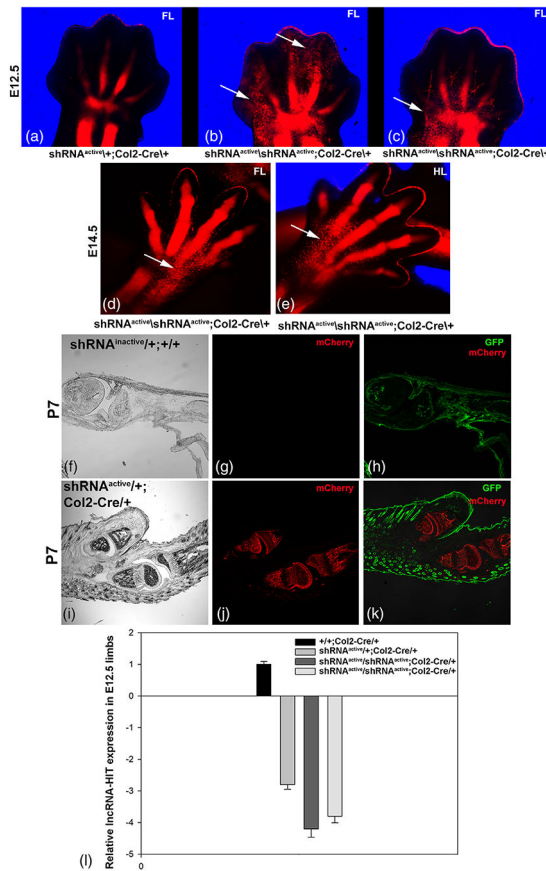 FL
FL
FL
E12.5
(a)
(b)
(c)
shRNAactive\+;Col2-Cre\+
shRNAactive\shRNAactive;Col2-Cre\+
shRNAactive\shRNAactive;Col2-Cre\+
FL
HL
E14.5
(d)
(e)
shRNAactive\shRNAactive;Col2-Cre\+
shRNAactive\shRNAactive;Col2-Cre\+
shRNAinactive/+;+/+
mCherry
GFP
mCherry
P7
(f)
(g)
(h)
shRNAactive/+;
Col2-Cre/+
mCherry
GFP
mCherry
P7
(i)
(j)
(k)
Relative lncRNA-HIT expression in E12.5 limbs
2
1
0
-1
-2
-3
-4
-5
+/+;Col2-Cre/+
shRNAactive/+;Col2-Cre/+
shRNAactive/shRNAactive;Col2-Cre/+
shRNAactive/shRNAactive;Col2-Cre/+
0
(l)